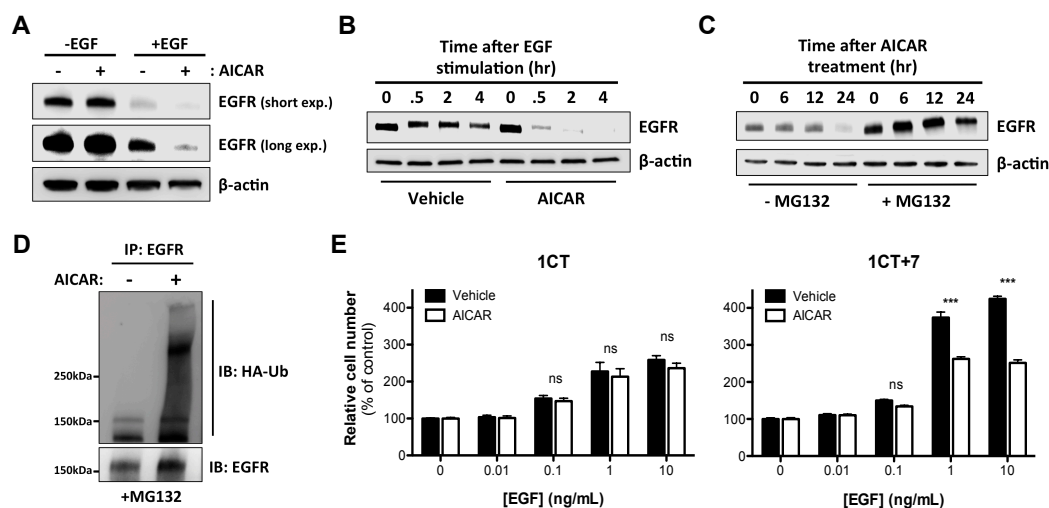 A
-EGF +EGF
- + - + : AICAR
EGFR (short exp.)
EGFR (long exp.)
β-actin
B
Time after EGF
stimulation (hr)
0 .5 2 4 0 .5 2 4
EGFR
β-actin
Vehicle AICAR
C
Time after AICAR
treatment (hr)
0 6 12 24 0 6 12 24
EGFR
β-actin
- MG132 + MG132
D
IP: EGFR
AICAR: - +
IB: HA-Ub
250kDa
150kDa
150kDa
IB: EGFR
+MG132
E
1CT
Vehicle
AICAR
Relative cell number
(% of control)
400
300
200
100
0
ns
ns
ns
0 0.01 0.1 1 10
[EGF] (ng/mL)
1CT+7
Vehicle
AICAR
400
300
200
100
0
ns
***
***
0 0.01 0.1 1 10
[EGF] (ng/mL)